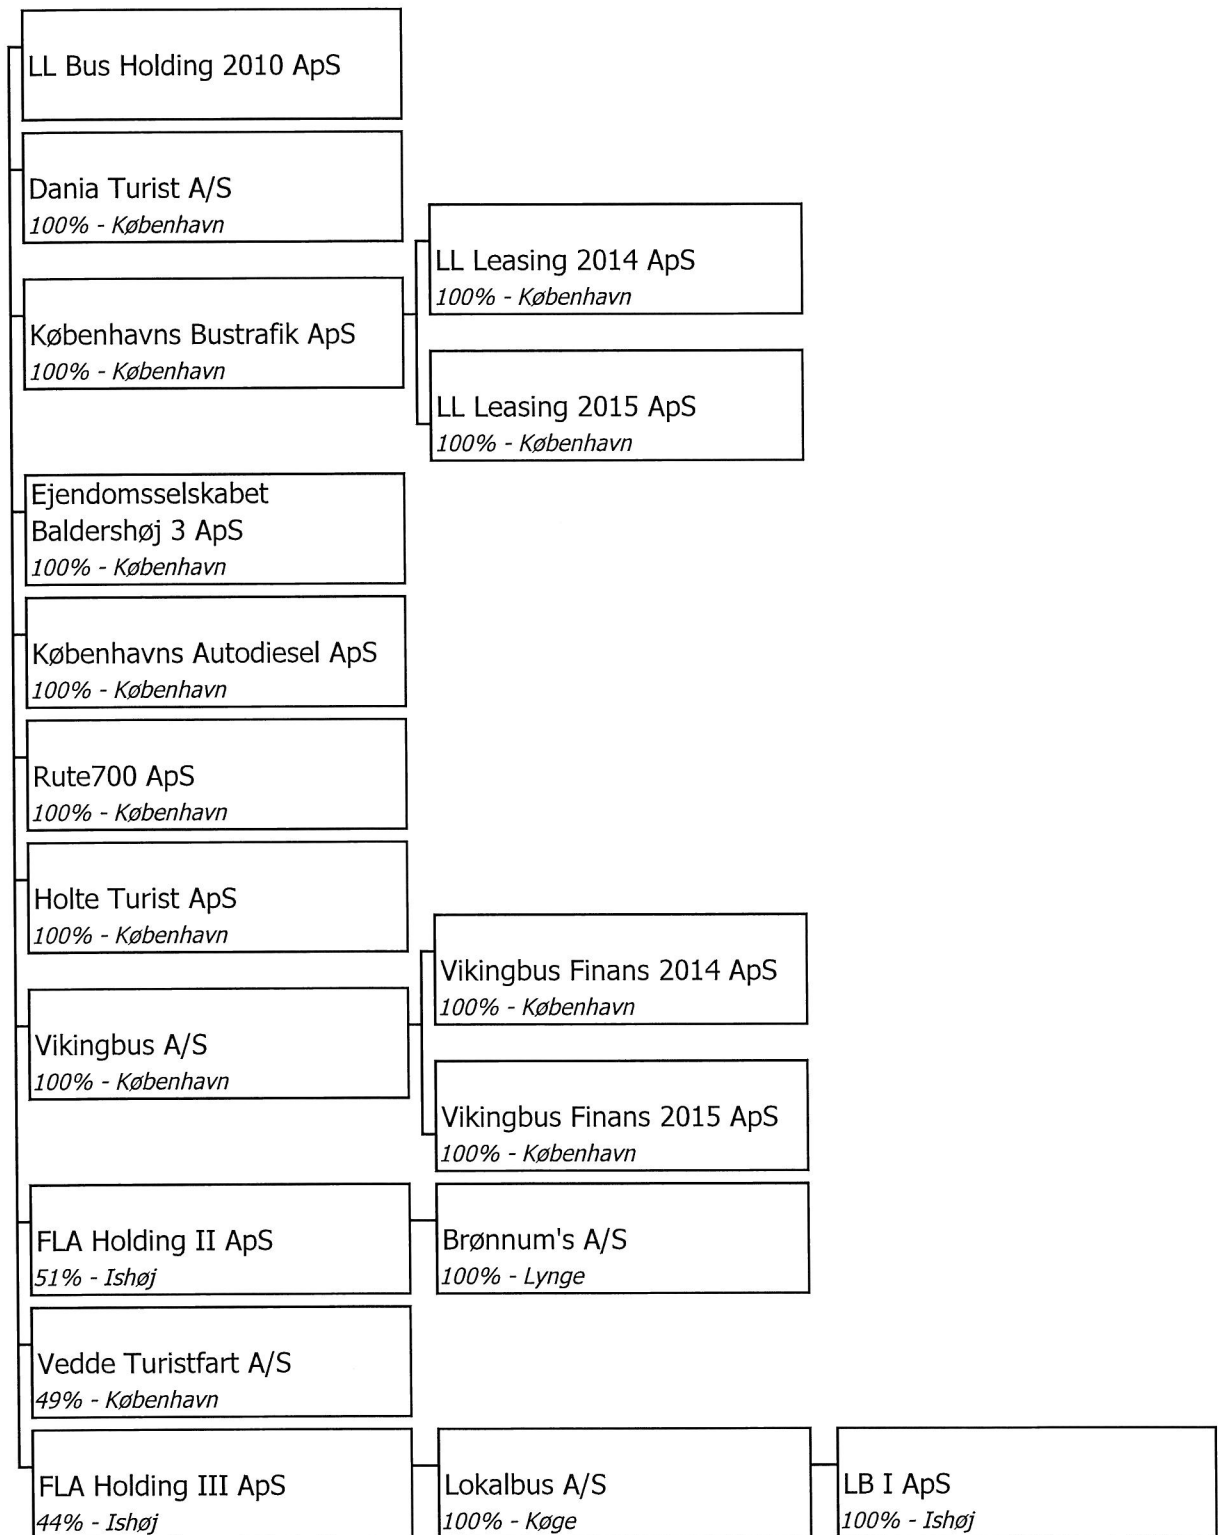 LL Bus Holding 2010 ApS
Dania Turist A/S
100% - København
Københavns Bustrafik ApS
100% - København
LL Leasing 2014 ApS
100% - København
LL Leasing 2015 ApS
100% - København
Ejendomsselskabet
Baldershøj 3 ApS
100% - København
Københavns Autodiesel ApS
100% - København
Rute700 ApS
100% - København
Holte Turist ApS
100% - København
Vikingbus A/S
100% - København
Vikingbus Finans 2014 ApS
100% - København
Vikingbus Finans 2015 ApS
100% - København
FLA Holding II ApS
51% - Ishøj
Brønnum's A/S
100% - Lynge
Vedde Turistfart A/S
49% - København
FLA Holding III ApS
44% - Ishøj
Lokalbus A/S
100% - Køge
LB I ApS
100% - Ishøj